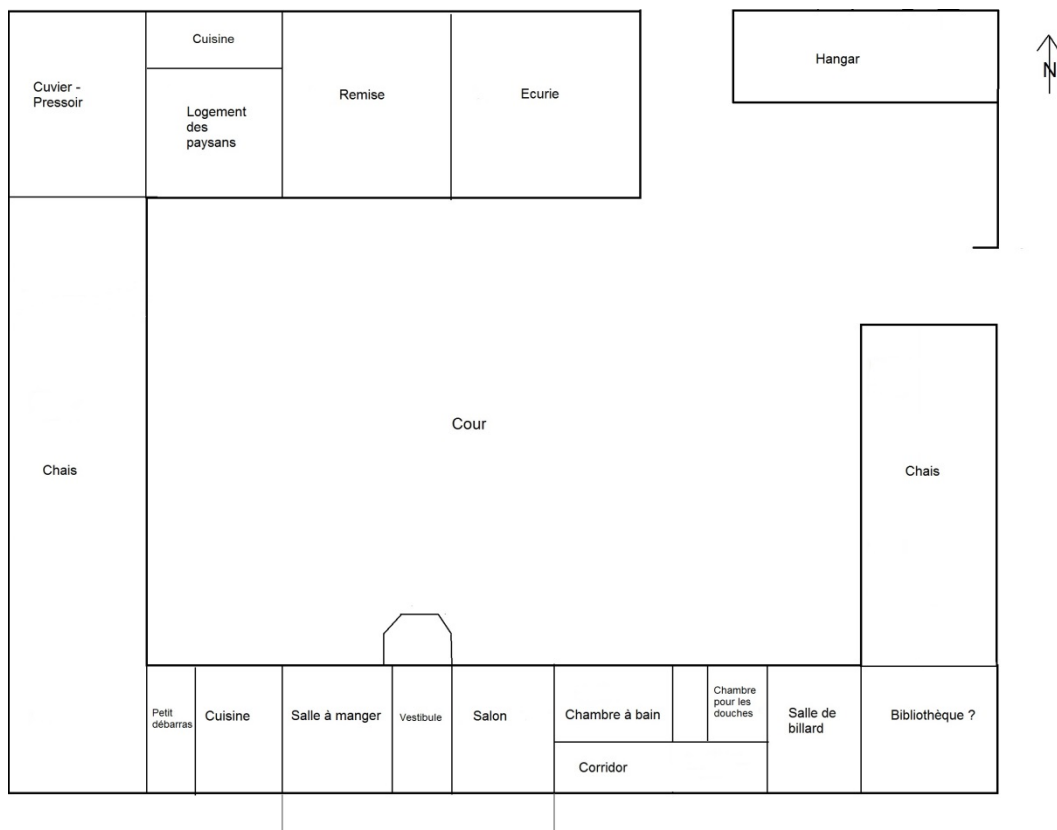 Cuisine
Hangar
N
Cuvier -
Pressoir
Remise
Ecurie
Logement
des
paysans
Cour
Chais
Chais
Petit
débarras
Cuisine
Salle à manger
Vestibule
Salon
Chambre à bain
Chambre
pour les
douches
Salle de
billard
Bibliothèque ?
Corridor